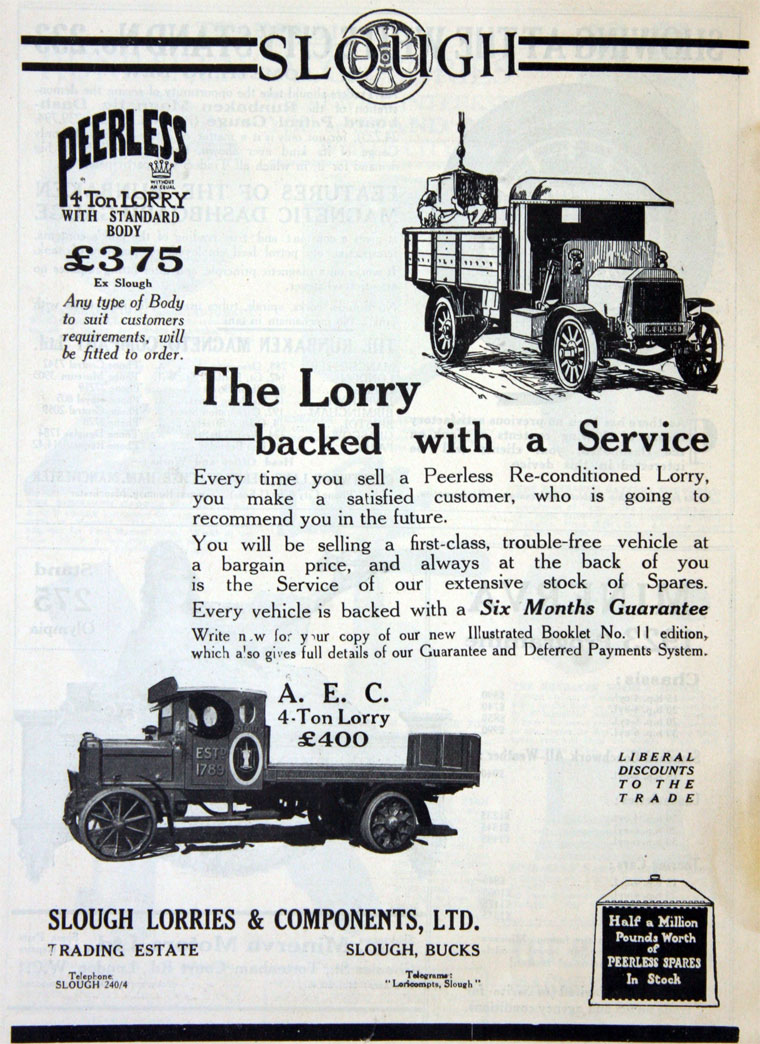 SLOUGH
PEERLESS
WITHOUT
AN EQUAL
4 Ton LORRY
WITH STANDARD
BODY
£375
Ex Slough
Any type of Body
to suit customers
requirements, will
be fitted to order.
The Lorry
—backed with a Service
Every time you sell a Peerless Re-conditioned Lorry,
you make a satisfied customer, who is going to
recommend you in the future.
You will be selling a first-class, trouble-free vehicle at
a bargain price, and always at the back of you
is the Service of our extensive stock of Spares.
Every vehicle is backed with a Six Months Guarantee
Write now for your copy of our new Illustrated Booklet No. 11 edition,
which also gives full details of our Guarantee and Deferred Payments System.
A. E. C.
4-Ton Lorry
£400
ESTD
1789
LIBERAL
DISCOUNTS
TO THE
TRADE
SLOUGH LORRIES & COMPONENTS, LTD.
TRADING ESTATE SLOUGH, BUCKS
Telephone
SLOUGH 240/4
Telegrams:
"Loricompts, Slough".
Half a Million
Pounds Worth
of
PEERLESS SPARES
In Stock